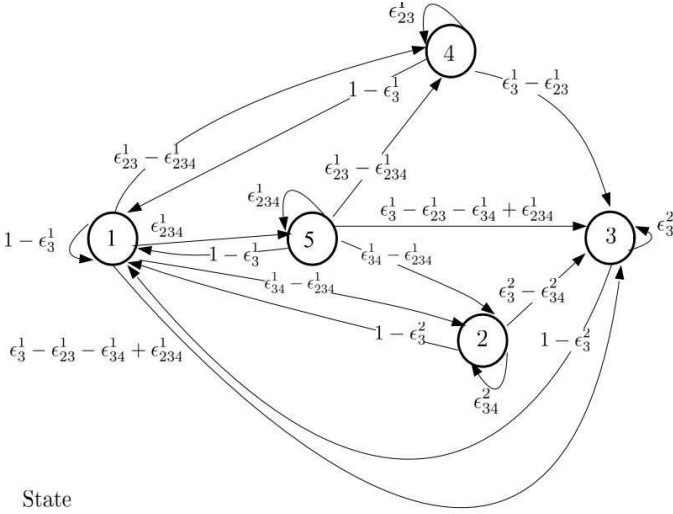 ϵ^1_{23}
4
1 − ϵ^1_3
ϵ^1_3 − ϵ^1_{23}
ϵ^1_{23} − ϵ^1_{234}
ϵ^1_{23} − ϵ^1_{234}
ϵ^1_{234}
ϵ^1_3 − ϵ^1_{23} − ϵ^1_{34} + ϵ^1_{234}
ϵ^2_3
1 − ϵ^1_3
1
ϵ^1_{234}
5
3
1 − ϵ^1_3
ϵ^1_{34} − ϵ^1_{234}
ϵ^1_{34} − ϵ^1_{234}
ϵ^2_3 − ϵ^2_{34}
1 − ϵ^2_3
2
1 − ϵ^2_3
ϵ^1_3 − ϵ^1_{23} − ϵ^1_{34} + ϵ^1_{234}
ϵ^2_{34}
State